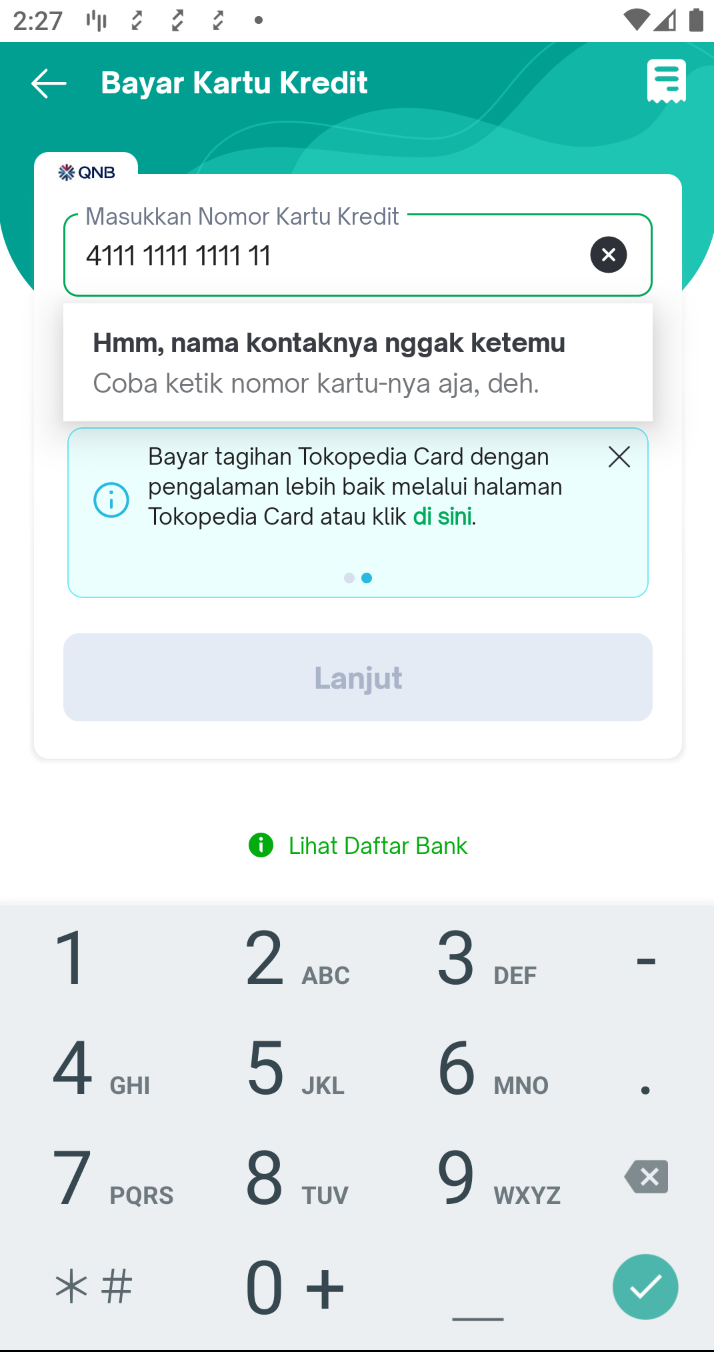 2:27
Bayar Kartu Kredit
QNB
Masukkan Nomor Kartu Kredit
4111 1111 1111 11
Hmm, nama kontaknya nggak ketemu
Coba ketik nomor kartu-nya aja, deh.
Bayar tagihan Tokopedia Card dengan
pengalaman lebih baik melalui halaman
Tokopedia Card atau klik di sini.
Lanjut
Lihat Daftar Bank
1 2 ABC 3 DEF -
4 GHI 5 JKL 6 MNO .
7 PQRS 8 TUV 9 WXYZ
* # 0 + _